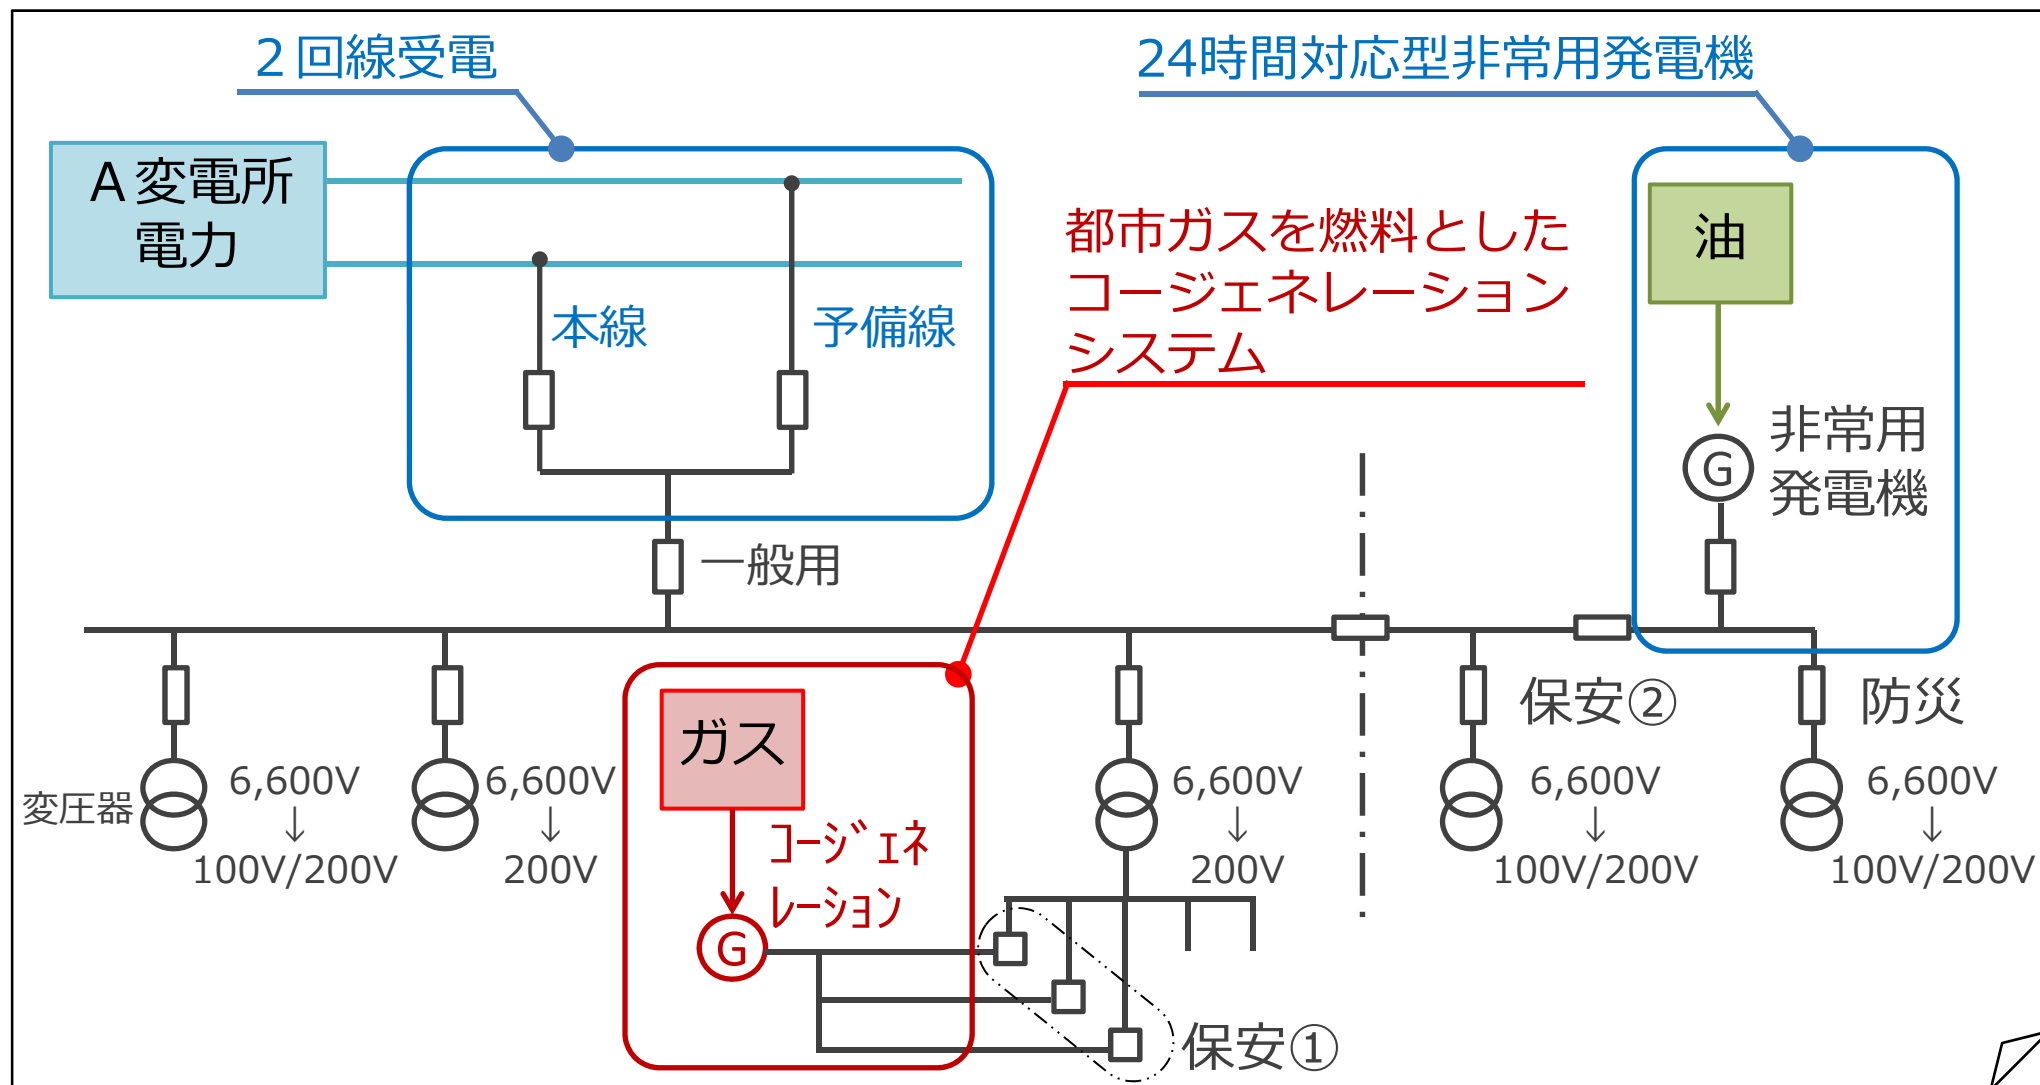 ２回線受電
24時間対応型非常用発電機
A 変電所
電力
都市ガスを燃料とした
コージェネレーション
システム
油
本線
予備線
非常用
発電機
G
一般用
ガス
保安②
防災
変圧器
6,600V
↓
100V/200V
6,600V
↓
200V
ｺｰｼﾞｪﾈ
ﾚｰｼｮﾝ
G
6,600V
↓
200V
6,600V
↓
100V/200V
6,600V
↓
100V/200V
保安①